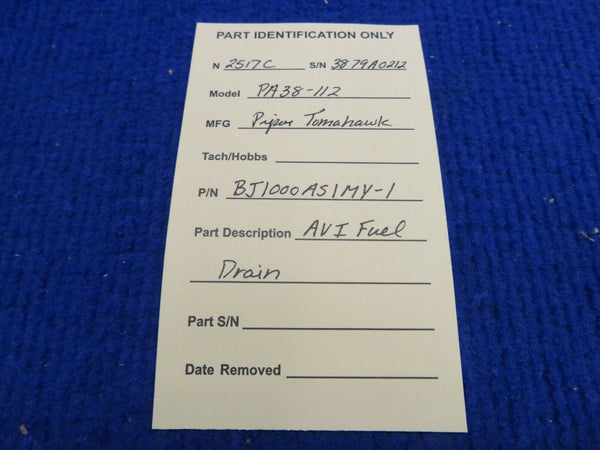 PART IDENTIFICATION ONLY
N 2517C S/N 3879A0212
Model PA38-112
MFG Piper Tomahawk
Tach/Hobbs
P/N BJ1000AS1MY-1
Part Description AVI Fuel
Drain
Part S/N
Date Removed